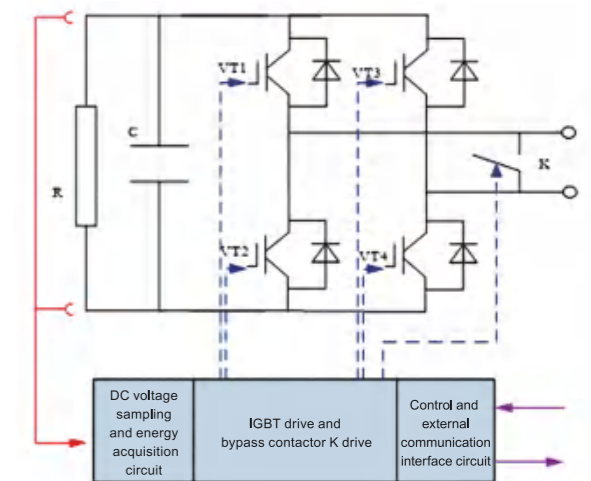 VT1
VT3
C
K
R
VT2
VT4
DC voltage
sampling
and energy
acquisition
circuit
IGBT drive and
bypass contactor K drive
Control and
external
communication
interface circuit